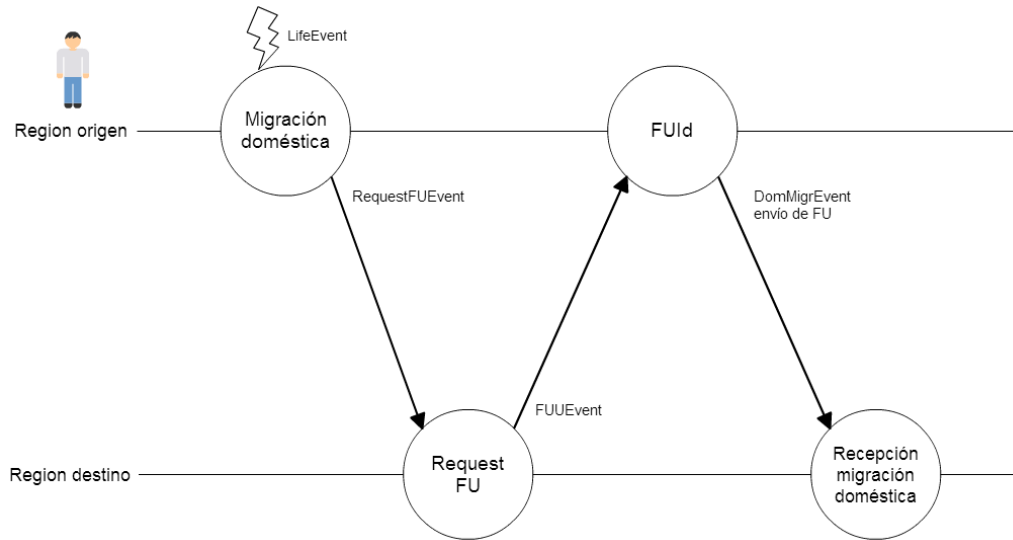 LifeEvent
Region origen
Migración
doméstica
FUId
RequestFUEvent
DomMigrEvent
envío de FU
FUUEvent
Region destino
Request
FU
Recepción
migración
doméstica